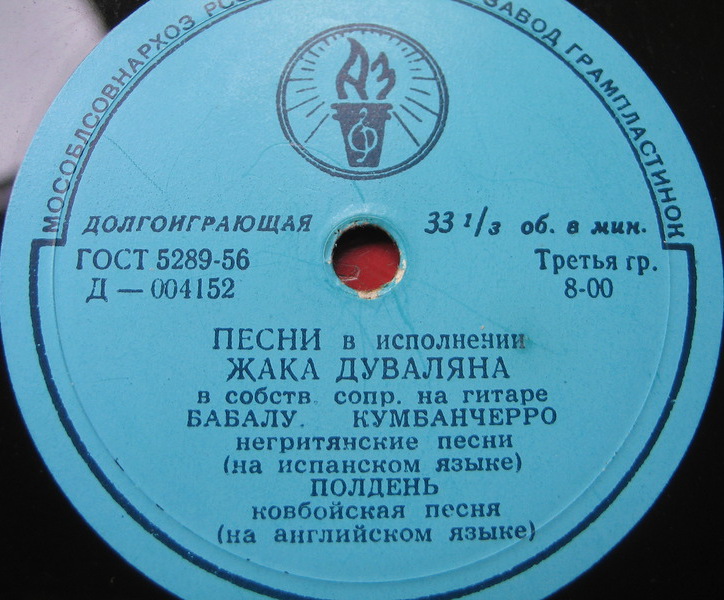 МОСОБЛСОВНАРХОЗ РС
ЗАВОД ГРАМПЛАСТИНОК
АЗ
ДОЛГОИГРАЮЩАЯ 33 1/3 об. в мин.
ГОСТ 5289-56 Третья гр.
Д — 004152 8-00
ПЕСНИ в исполнении
ЖАКА ДУВАЛЯНА
в собств. сопр. на гитаре
БАБАЛУ. КУМБАНЧЕРРО
негритянские песни
(на испанском языке)
ПОЛДЕНЬ
ковбойская песня
(на английском языке)